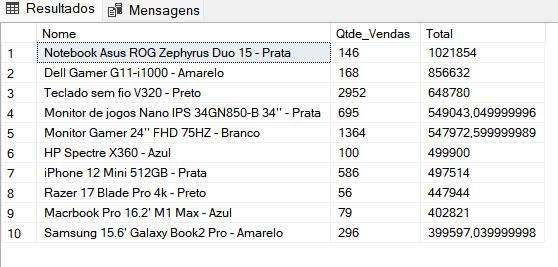 Resultados Mensagens
Nome Qtde_Vendas Total
1 Notebook Asus ROG Zephyrus Duo 15 - Prata 146 1021854
2 Dell Gamer G11-i1000 - Amarelo 168 856632
3 Teclado sem fio V320 - Preto 2952 648780
4 Monitor de jogos Nano IPS 34GN850-B 34'' - Prata 695 549043,049999996
5 Monitor Gamer 24'' FHD 75HZ - Branco 1364 547972,599999989
6 HP Spectre X360 - Azul 100 499900
7 iPhone 12 Mini 512GB - Prata 586 497514
8 Razer 17 Blade Pro 4k - Preto 56 447944
9 Macrbook Pro 16.2' M1 Max - Azul 79 402821
10 Samsung 15.6' Galaxy Book2 Pro - Amarelo 296 399597,039999998